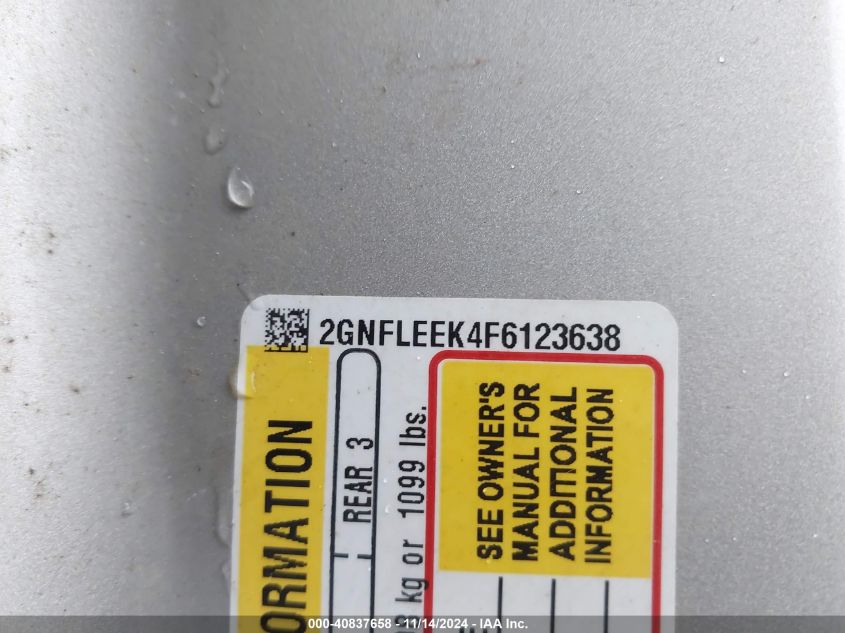 2GNFLEEK4F6123638
SEE OWNER'S
MANUAL FOR
ADDITIONAL
INFORMATION
REAR 3
kg or 1099 lbs.
000-40837658 - 11/14/2024 - IAA Inc.